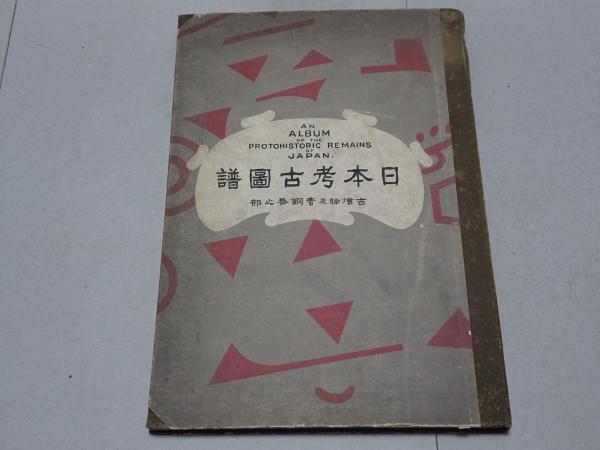 AN
ALBUM
OF THE
PROTOHISTORIC REMAINS
OF
JAPAN.
日本考古圖譜
古墳物及青銅器之部